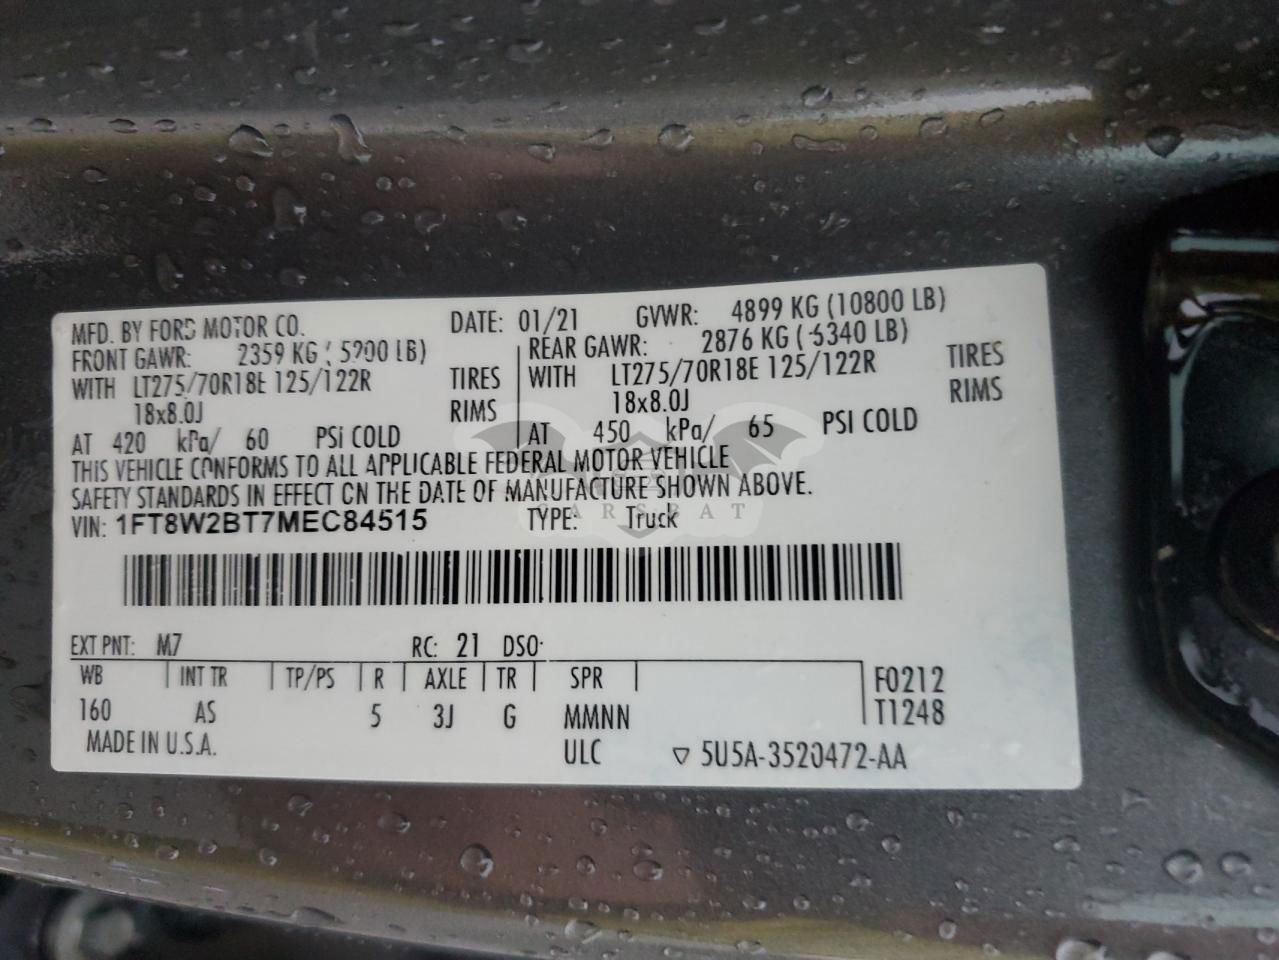 MFD. BY FORD MOTOR CO. DATE: 01/21 GVWR: 4899 KG (10800 LB)
FRONT GAWR: 2359 KG (5200 LB) REAR GAWR: 2876 KG (6340 LB)
WITH LT275/70R18E 125/122R TIRES WITH LT275/70R18E 125/122R TIRES
18x8.0J RIMS 18x8.0J RIMS
AT 420 kPa/ 60 PSI COLD AT 450 kPa/ 65 PSI COLD
THIS VEHICLE CONFORMS TO ALL APPLICABLE FEDERAL MOTOR VEHICLE
SAFETY STANDARDS IN EFFECT ON THE DATE OF MANUFACTURE SHOWN ABOVE.
CARSBAT
VIN: 1FT8W2BT7MEC84515 TYPE: Truck
EXT PNT: M7 RC: 21 DSO:
WB INT TR TP/PS R AXLE TR SPR F0212
160 AS 5 3J G MMNN T1248
MADE IN U.S.A. ULC ▽ 5U5A-3520472-AA